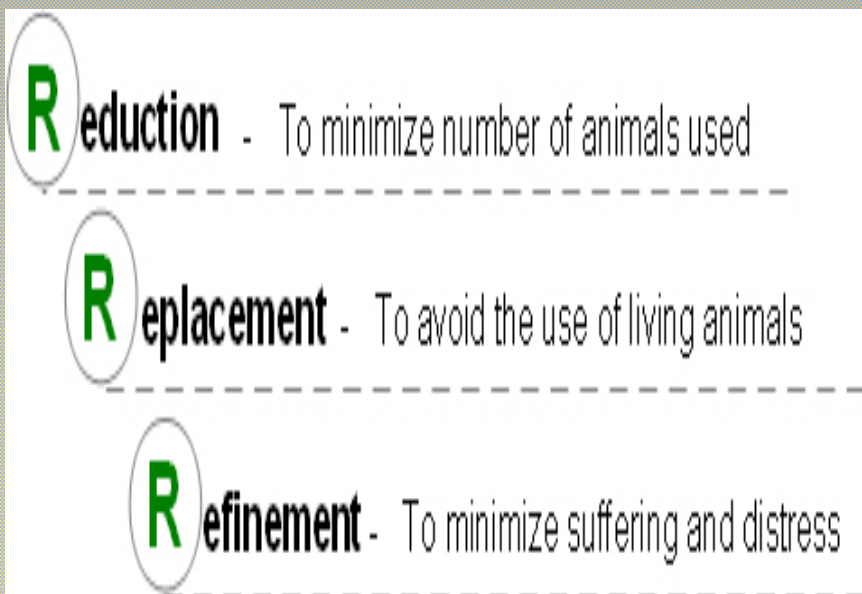 Reduction - To minimize number of animals used
Replacement - To avoid the use of living animals
Refinement - To minimize suffering and distress